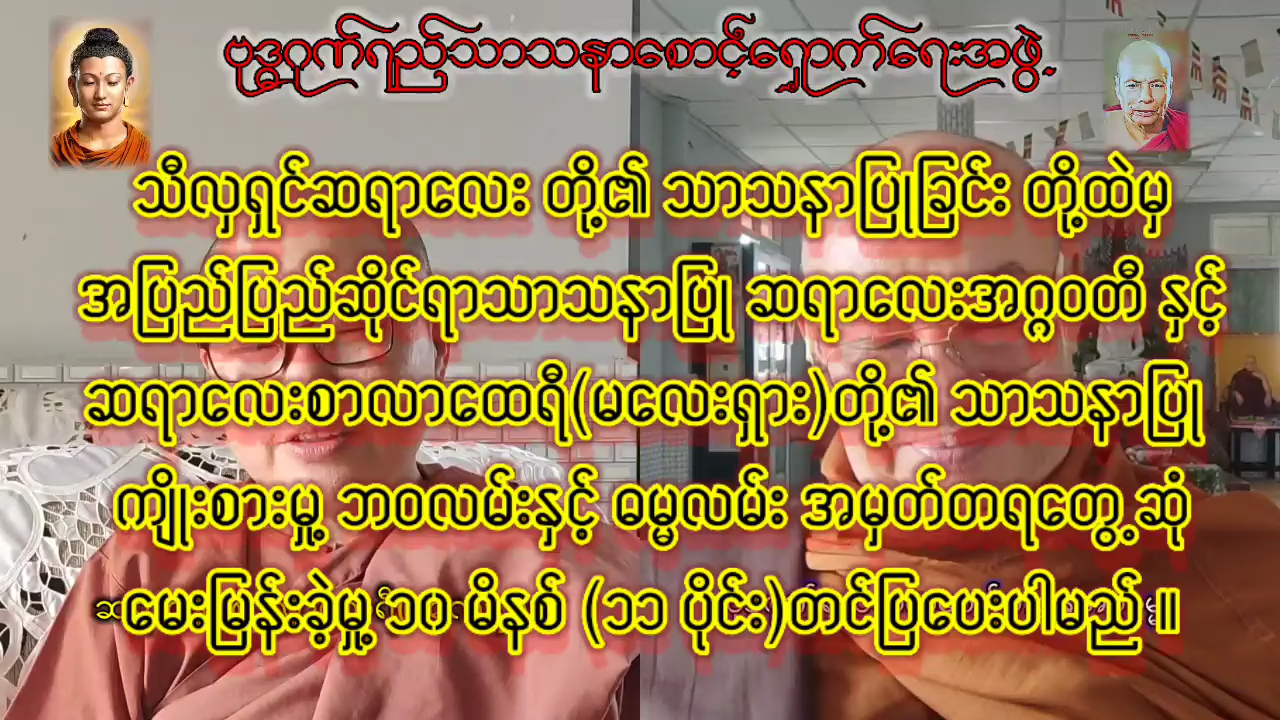 ဗုဒ္ဓဂုဏ်ရည်သာသနာစောင့်ရှောက်ရေးအဖွဲ့
သီလရှင်ဆရာလေး တို့၏ သာသနာပြုခြင်း တို့ထဲမှ
အပြည်ပြည်ဆိုင်ရာသာသနာပြု ဆရာလေးအဂ္ဂဝတီ နှင့်
ဆရာလေးစာလာထေရီ(မလေးရှား)တို့၏ သာသနာပြု
ကျိုးစားမှု့ ဘဝလမ်းနှင့် ဓမ္မလမ်း အမှတ်တရတွေ့ဆုံ
မေးမြန်းခဲ့မှု့ ၁၈ မိနစ် (၁၁ ပိုင်း)တင်ပြပေးပါမည် ။